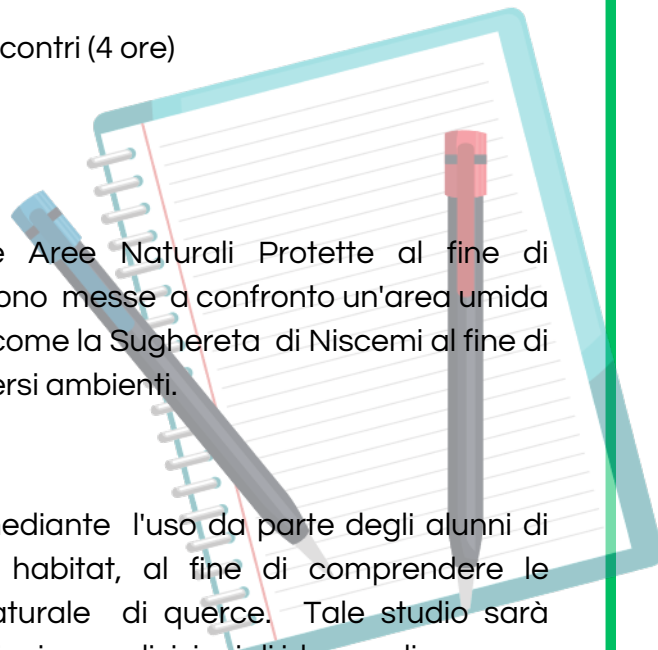 contri (4 ore)
Aree Naturali Protette al fine di
ono messe a confronto un'area umida
come la Sughereta di Niscemi al fine di
ersi ambienti.
mediante l'uso da parte degli alunni di
habitat, al fine di comprendere le
aturale di querce. Tale studio sarà